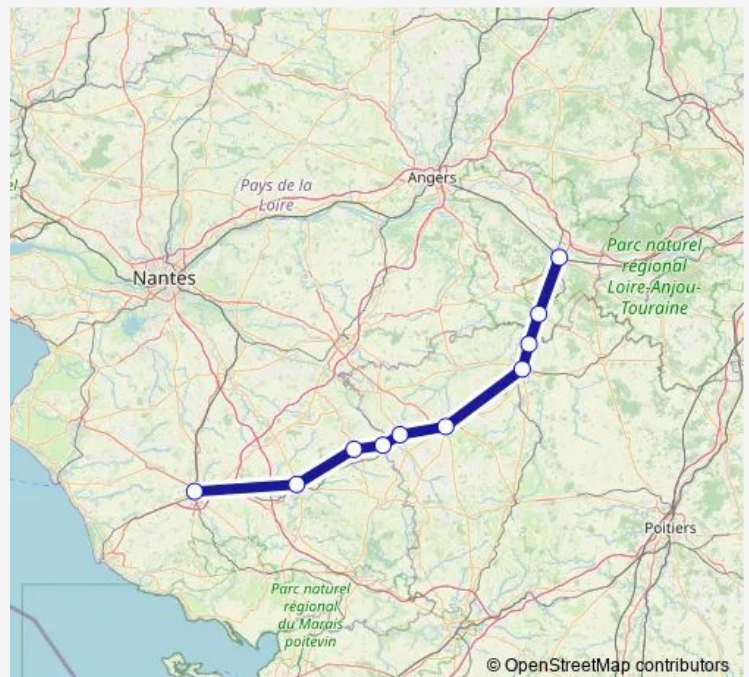 Angers
Pays de la
Loire
Nantes
Parc naturel
régional
Loire-Anjou-
Touraine
Poitiers
Parc naturel
régional
du Marais
poitevin
© OpenStreetMap contributors